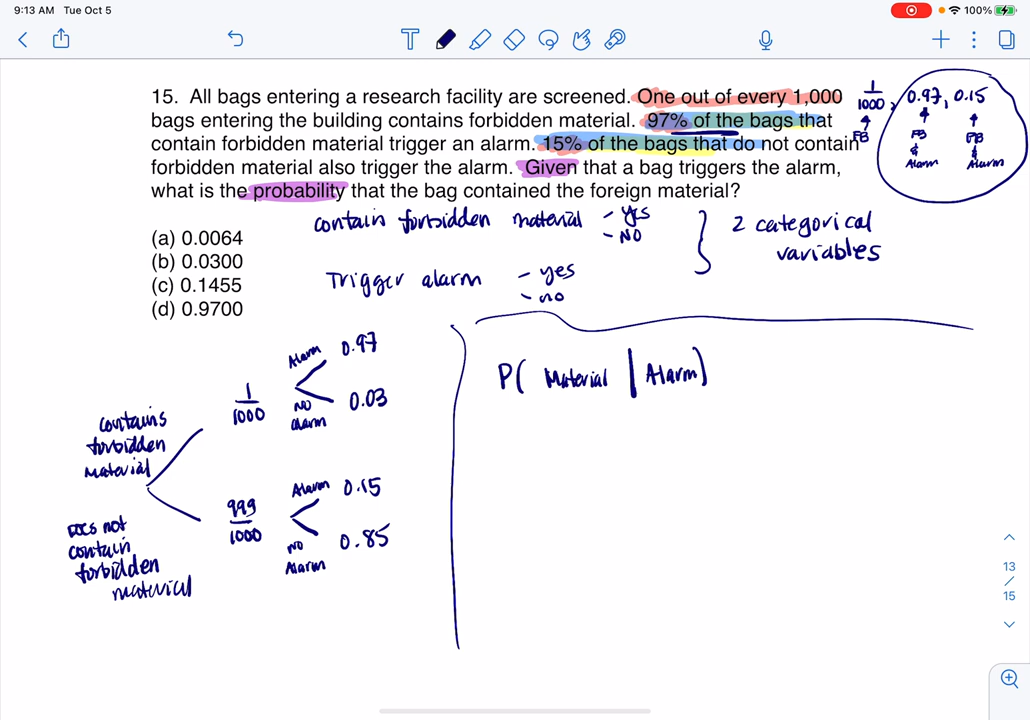 9:13 AM Tue Oct 5
100%
15. All bags entering a research facility are screened. One out of every 1,000
bags entering the building contains forbidden material. 97% of the bags that
contain forbidden material trigger an alarm. 15% of the bags that do not contain
forbidden material also trigger the alarm. Given that a bag triggers the alarm,
what is the probability that the bag contained the foreign material?
1/1000, 0.97, 0.15
FB FB FB
& &
Alarm Alarm
(a) 0.0064
(b) 0.0300
(c) 0.1455
(d) 0.9700
contain forbidden material - yes
- NO
Trigger alarm - yes
- no
2 categorical
variables
contains
forbidden
material
1/1000
Alarm 0.97
NO
alarm 0.03
Does not
contain
forbidden
material
999/1000
Alarm 0.15
NO
Alarm 0.85
P( Material | Alarm)
13
/
15